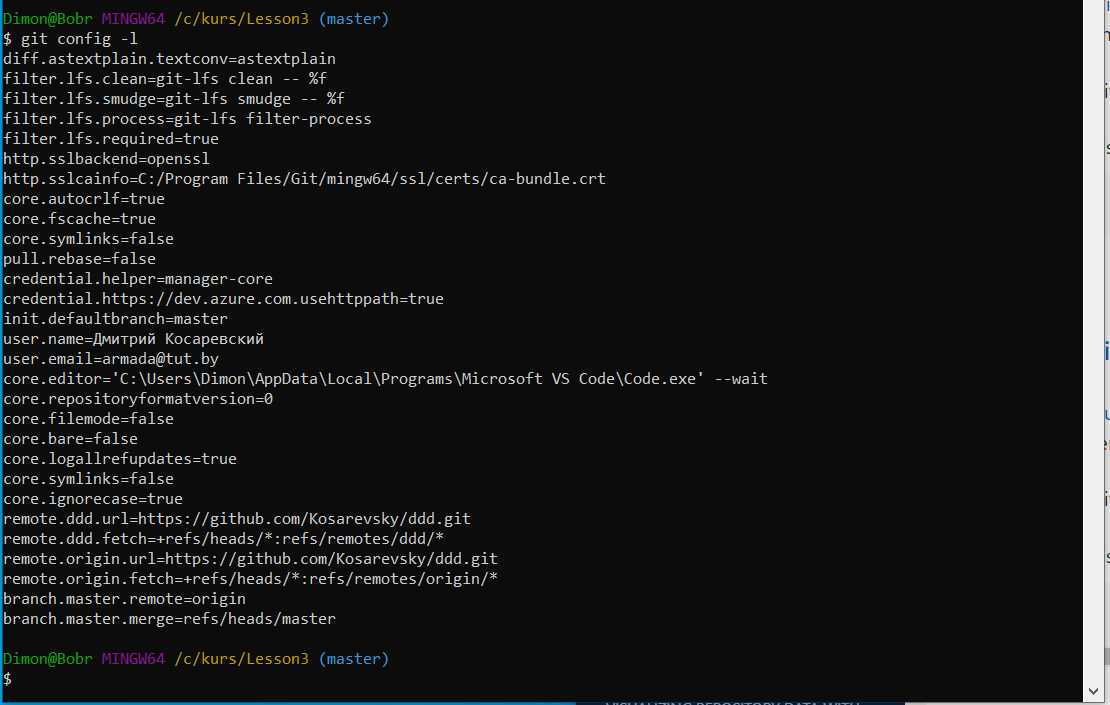 Dimon@Bobr MINGW64 /c/kurs/Lesson3 (master)
$ git config -l
diff.astextplain.textconv=astextplain
filter.lfs.clean=git-lfs clean -- %f
filter.lfs.smudge=git-lfs smudge -- %f
filter.lfs.process=git-lfs filter-process
filter.lfs.required=true
http.sslbackend=openssl
http.sslcainfo=C:/Program Files/Git/mingw64/ssl/certs/ca-bundle.crt
core.autocrlf=true
core.fscache=true
core.symlinks=false
pull.rebase=false
credential.helper=manager-core
credential.https://dev.azure.com.usehttppath=true
init.defaultbranch=master
user.name=Дмитрий Косаревский
user.email=armada@tut.by
core.editor='C:\Users\Dimon\AppData\Local\Programs\Microsoft VS Code\Code.exe' --wait
core.repositoryformatversion=0
core.filemode=false
core.bare=false
core.logallrefupdates=true
core.symlinks=false
core.ignorecase=true
remote.ddd.url=https://github.com/Kosarevsky/ddd.git
remote.ddd.fetch=+refs/heads/*:refs/remotes/ddd/*
remote.origin.url=https://github.com/Kosarevsky/ddd.git
remote.origin.fetch=+refs/heads/*:refs/remotes/origin/*
branch.master.remote=origin
branch.master.merge=refs/heads/master
Dimon@Bobr MINGW64 /c/kurs/Lesson3 (master)
$
VISUALIZING REPOSITORY DATA WITH